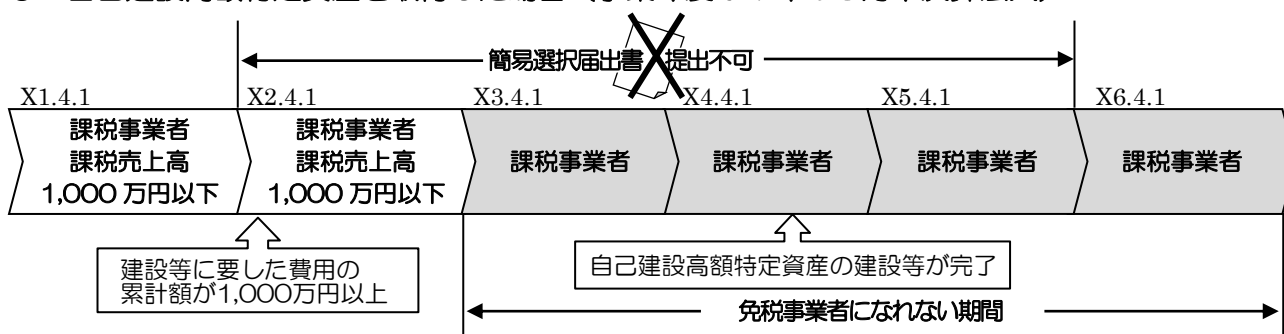 簡易選択届出書 提出不可
X1.4.1 X2.4.1 X3.4.1 X4.4.1 X5.4.1 X6.4.1
課税事業者
課税売上高
1,000 万円以下
課税事業者
課税売上高
1,000 万円以下
課税事業者
課税事業者
課税事業者
課税事業者
建設等に要した費用の
累計額が1,000万円以上
自己建設高額特定資産の建設等が完了
免税事業者になれない期間